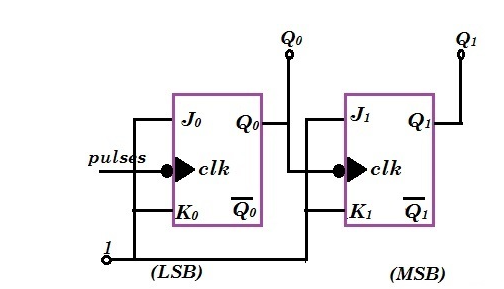 Q0 Q1
J0 Q0 J1 Q1
pulses clk clk
K0 Q̅0̅ K1 Q̅1̅
1
(LSB) (MSB)